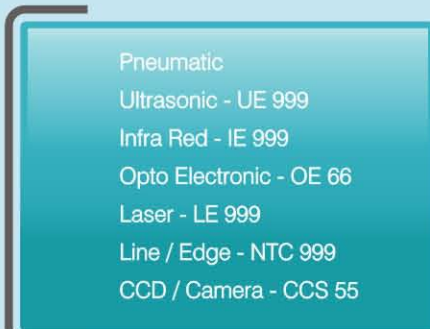 Pneumatic
Ultrasonic - UE 999
Infra Red - IE 999
Opto Electronic - OE 66
Laser - LE 999
Line / Edge - NTC 999
CCD / Camera - CCS 55